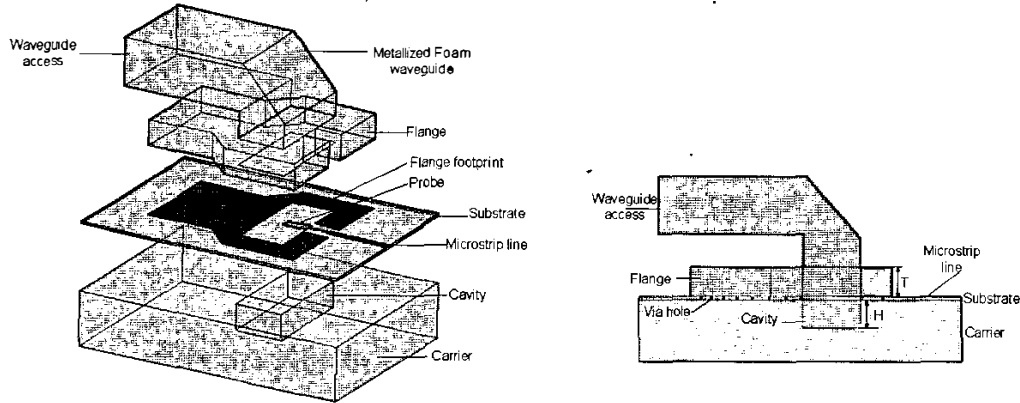 Waveguide
access
Metallized Foam
waveguide
Flange
Flange footprint
Probe
Substrate
Microstrip line
Cavity
Carrier
Waveguide
access
Microstrip
line
Flange
T
Substrate
Via hole
H
Cavity
Carrier